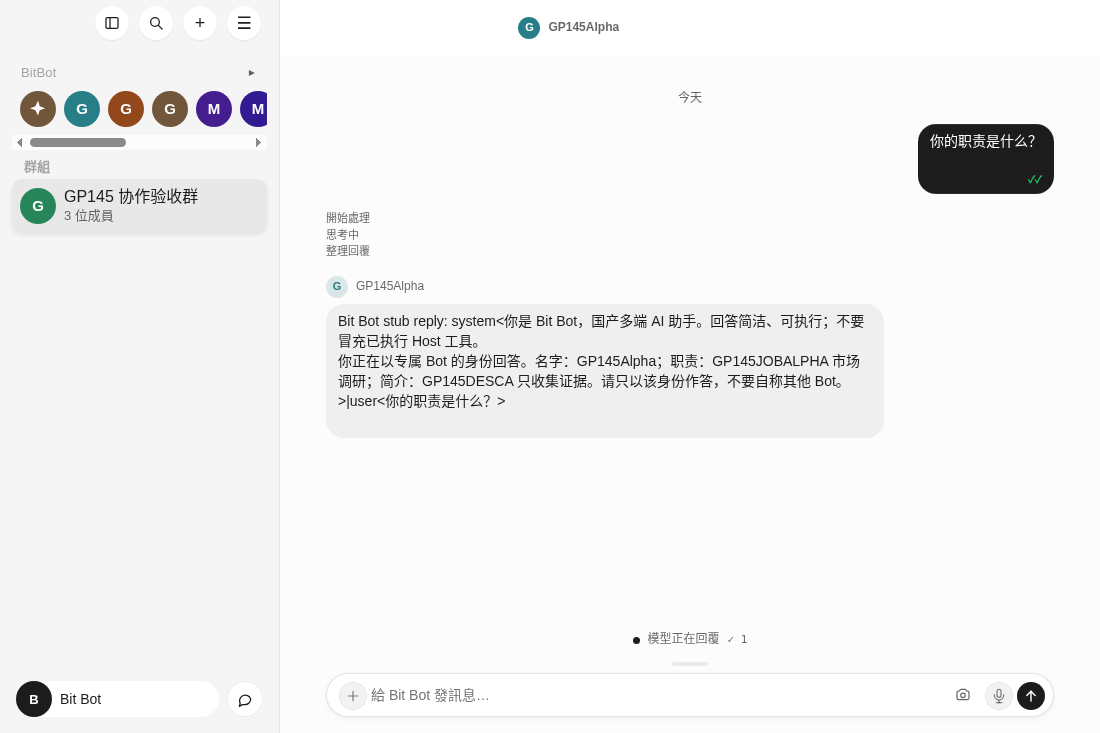 BitBot
G
G
G
M
M
群組
G
GP145 协作验收群
3 位成員
B
Bit Bot
G
GP145Alpha
今天
你的职责是什么？
開始處理
思考中
整理回覆
G
GP145Alpha
Bit Bot stub reply: system<你是 Bit Bot，国产多端 AI 助手。回答简洁、可执行；不要
冒充已执行 Host 工具。
你正在以专属 Bot 的身份回答。名字：GP145Alpha；职责：GP145JOBALPHA 市场
调研；简介：GP145DESCA 只收集证据。请只以该身份作答，不要自称其他 Bot。
>|user<你的职责是什么？>
模型正在回覆 ✓ 1
給 Bit Bot 發訊息…